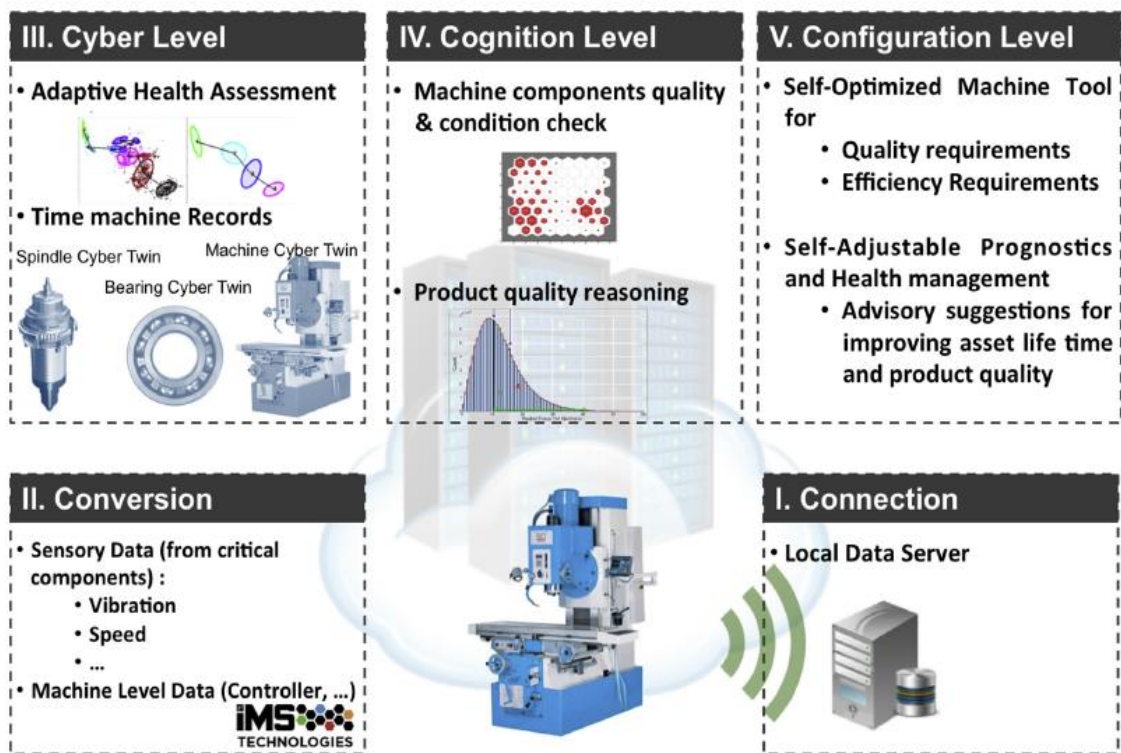 III. Cyber Level
• Adaptive Health Assessment
• Time machine Records
Machine Cyber Twin
Spindle Cyber Twin
Bearing Cyber Twin
IV. Cognition Level
• Machine components quality
& condition check
• Product quality reasoning
V. Configuration Level
• Self-Optimized Machine Tool
for
• Quality requirements
• Efficiency Requirements
• Self-Adjustable Prognostics
and Health management
• Advisory suggestions for
improving asset life time
and product quality
II. Conversion
• Sensory Data (from critical
components) :
• Vibration
• Speed
• ...
• Machine Level Data (Controller, ...)
iMS
TECHNOLOGIES
I. Connection
• Local Data Server